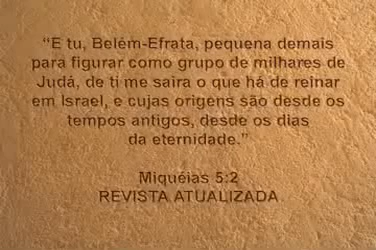 “E tu, Belém-Efrata, pequena demais
para figurar como grupo de milhares de
Judá, de ti me saira o que há de reinar
em Israel, e cujas origens são desde os
tempos antigos, desde os dias
da eternidade.”
Miquéias 5:2
REVISTA ATUALIZADA